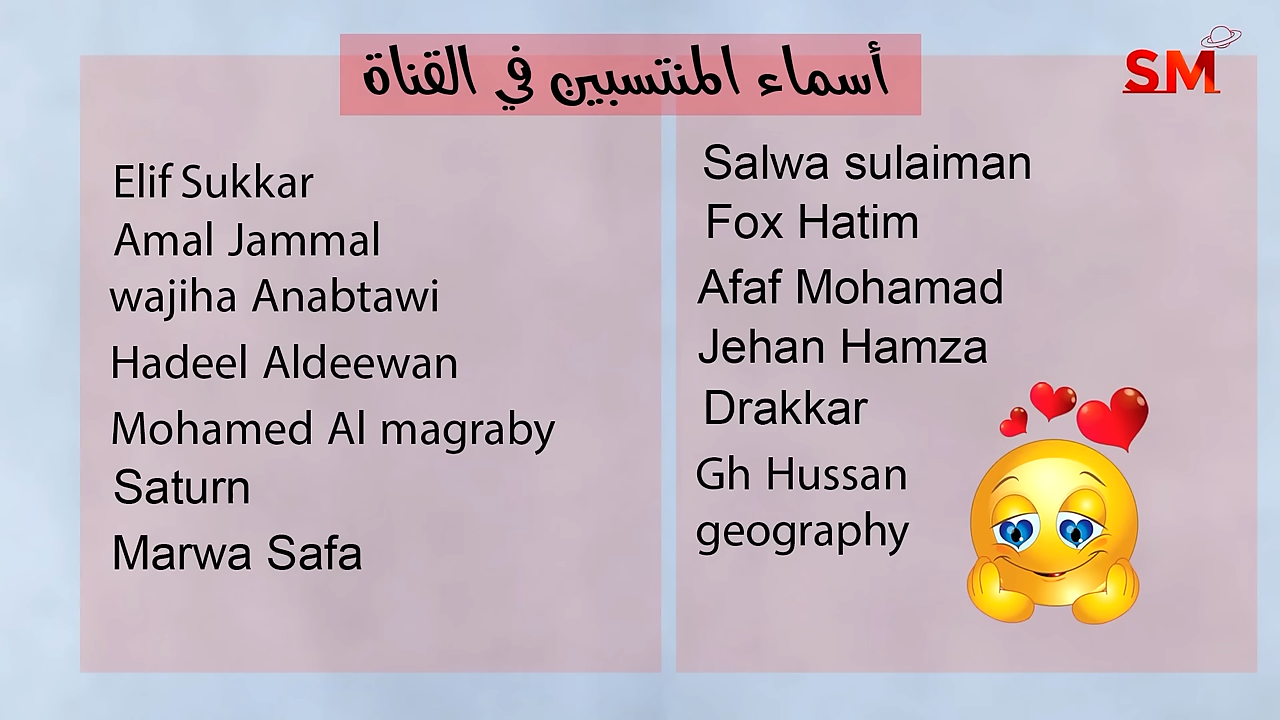 أسماء المنتسبين في القناة
SM
Elif Sukkar
Amal Jammal
wajiha Anabtawi
Hadeel Aldeewan
Mohamed Al magraby
Saturn
Marwa Safa
Salwa sulaiman
Fox Hatim
Afaf Mohamad
Jehan Hamza
Drakkar
Gh Hussan
geography